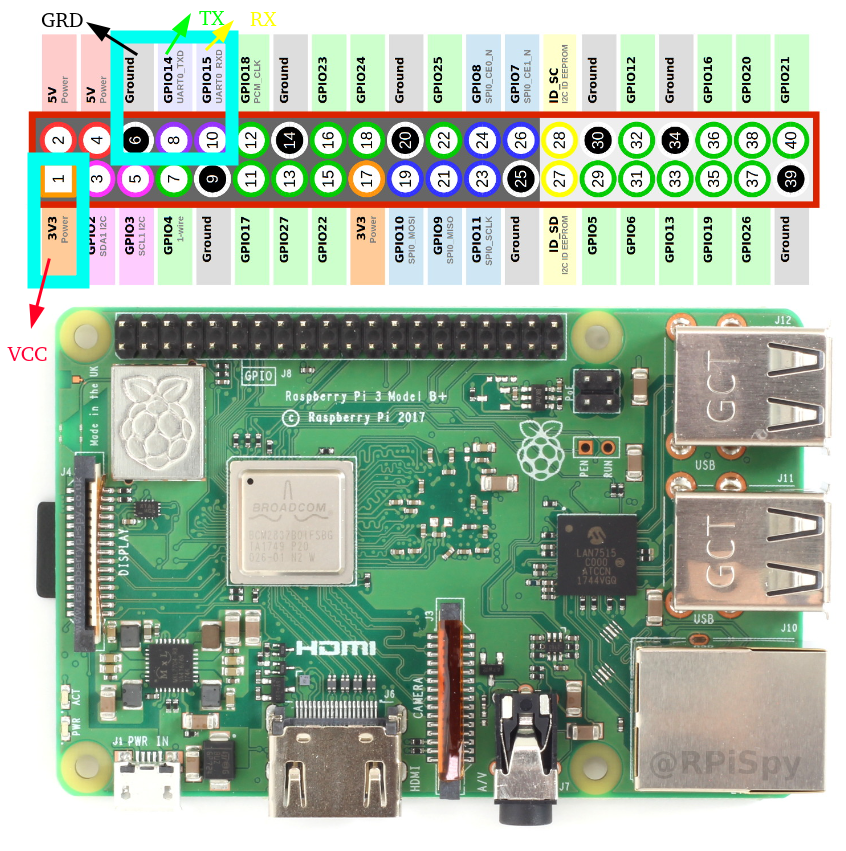 GRD
TX
RX
5V
Power
5V
Power
Ground
GPIO14
UART0_TXD
GPIO15
UART0_RXD
GPIO18
PCM_CLK
Ground
GPIO23
GPIO24
Ground
GPIO25
GPIO8
SPI0_CE0_N
GPIO7
SPI0_CE1_N
ID_SC
I2C ID EEPROM
Ground
GPIO12
Ground
GPIO16
GPIO20
GPIO21
2 4 6 8 10 12 14 16 18 20 22 24 26 28 30 32 34 36 38 40
1 3 5 7 9 11 13 15 17 19 21 23 25 27 29 31 33 35 37 39
3V3
Power
GPIO2
SDA1 I2C
GPIO3
SCL1 I2C
GPIO4
1-wire
Ground
GPIO17
GPIO27
GPIO22
3V3
Power
GPIO10
SPI0_MOSI
GPIO9
SPI0_MISO
GPIO11
SPI0_SCLK
Ground
ID_SD
I2C ID EEPROM
GPIO5
GPIO6
GPIO13
GPIO19
GPIO26
Ground
VCC
J12
GPIO J8
Made in the UK
Raspberry Pi 3 Model B+
© Raspberry Pi 2017
PoE
GCT
PEN
RUN
USB
J4
J11
BROADCOM
DISPLAY
LAN7515
GCT
USB
J3
J10
HDMI
CAMERA
ACT
PWR
J6
J1 PWR IN
HDMI
A/V
J7
@RPiSpy